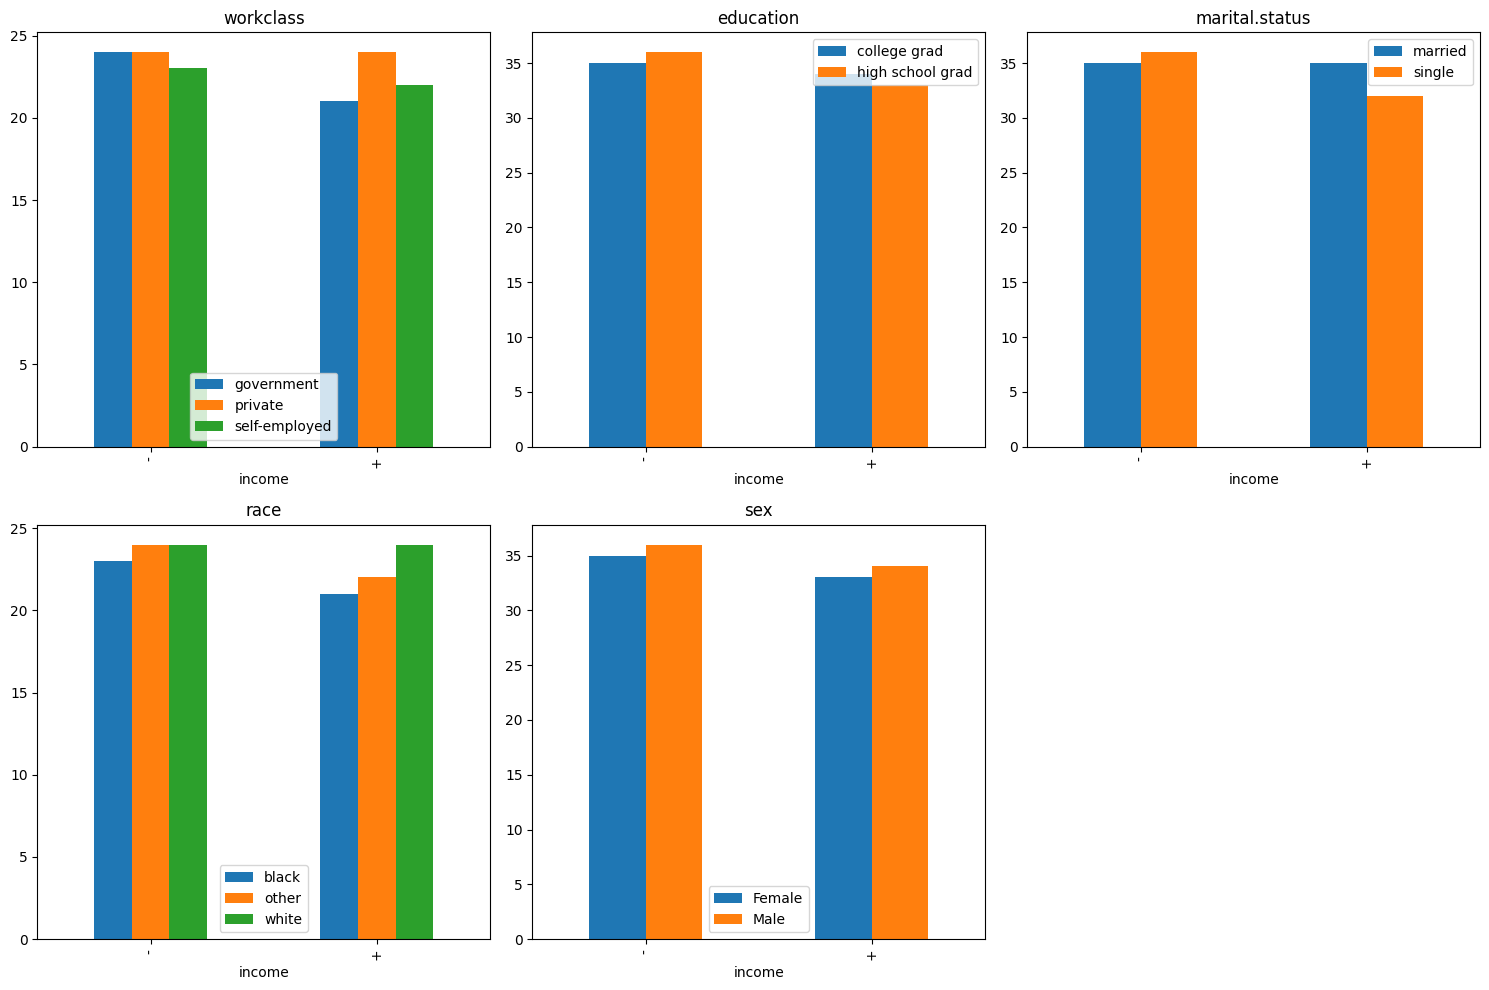 workclass
25
20
15
10
5
0
government
private
self-employed
-
+
income
education
35
30
25
20
15
10
5
0
college grad
high school grad
-
+
income
marital.status
35
30
25
20
15
10
5
0
married
single
-
+
income
race
25
20
15
10
5
0
black
other
white
-
+
income
sex
35
30
25
20
15
10
5
0
Female
Male
-
+
income